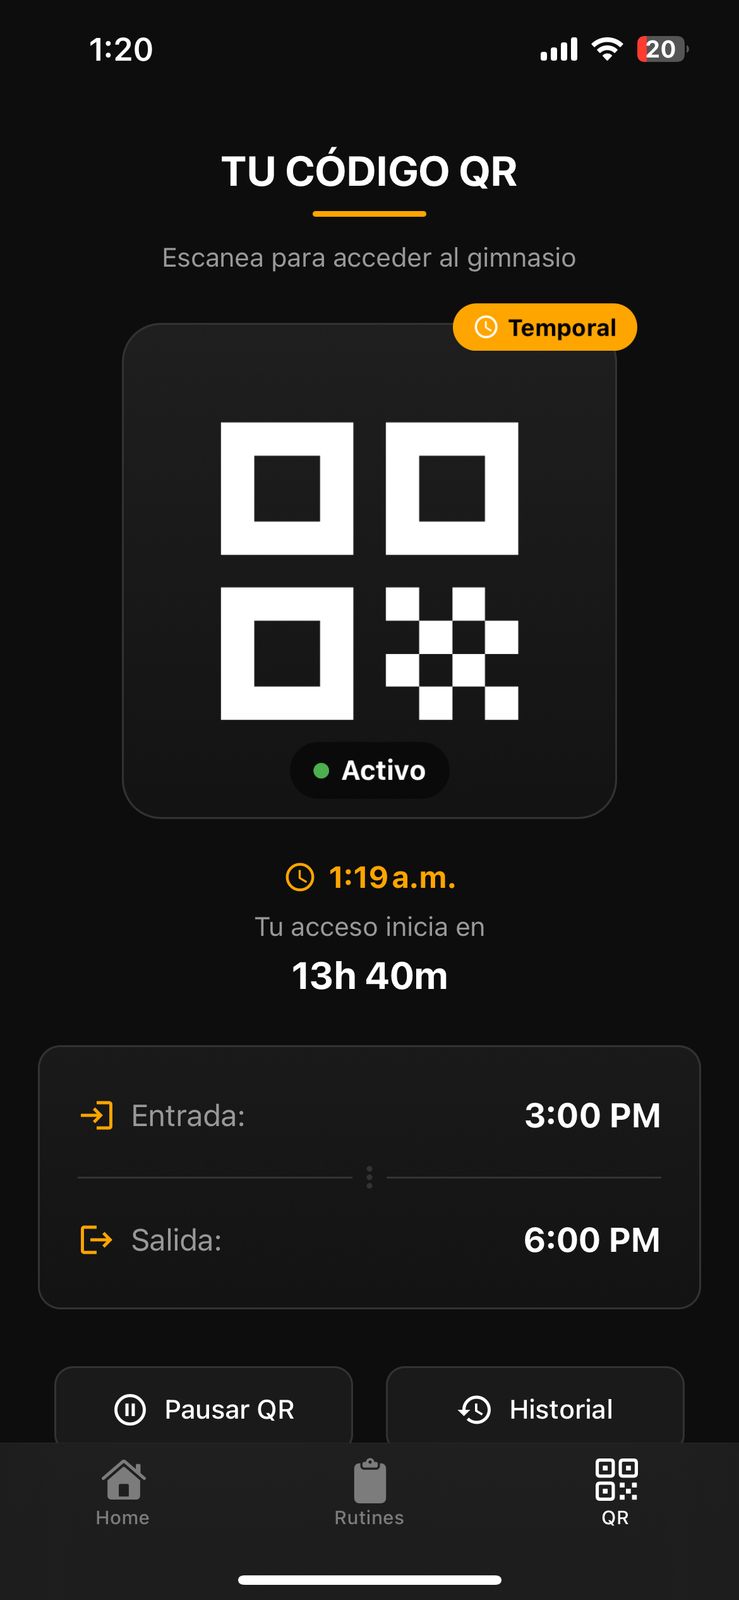 1:20
20
TU CÓDIGO QR
Escanea para acceder al gimnasio
Temporal
Activo
1:19 a.m.
Tu acceso inicia en
13h 40m
Entrada: 3:00 PM
Salida: 6:00 PM
Pausar QR Historial
Home Rutines QR